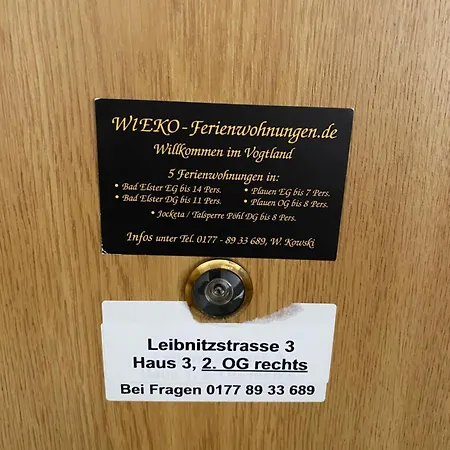 WIEKO-Ferienwohnungen.de
Willkommen im Vogtland
5 Ferienwohnungen in:
• Bad Elster EG bis 14 Pers. • Plauen EG bis 7 Pers.
• Bad Elster DG bis 11 Pers. • Plauen OG bis 8 Pers.
• Jocketa / Talsperre Pöhl DG bis 8 Pers.
Infos unter Tel. 0177 - 89 33 689, W. Kowski
Leibnitzstrasse 3
Haus 3, 2. OG rechts
Bei Fragen 0177 89 33 689